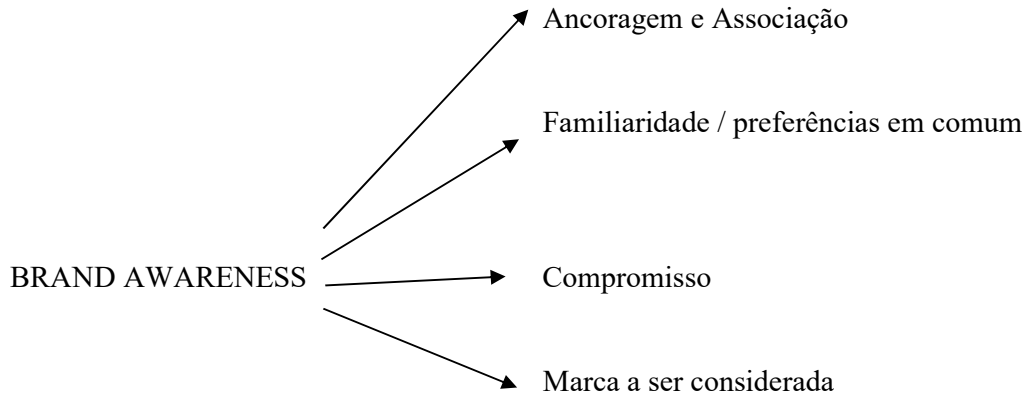 Ancoragem e Associação
Familiaridade / preferências em comum
BRAND AWARENESS
Compromisso
Marca a ser considerada